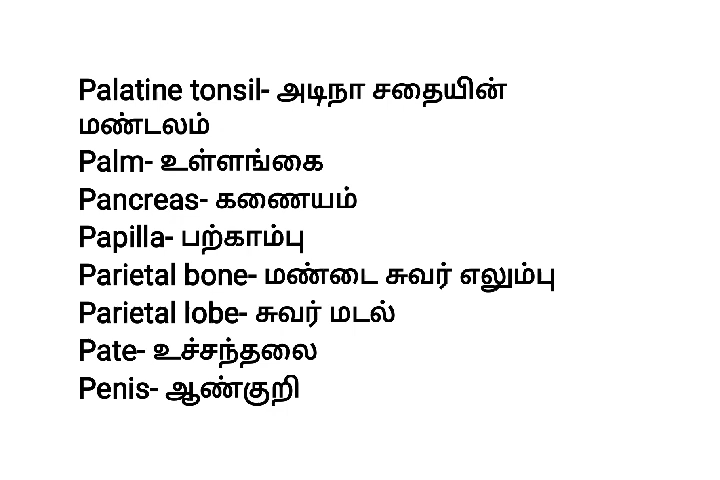 Palatine tonsil- அடிநா சதையின்
மண்டலம்
Palm- உள்ளங்கை
Pancreas- கணையம்
Papilla- பற்காம்பு
Parietal bone- மண்டை சுவர் எலும்பு
Parietal lobe- சுவர் மடல்
Pate- உச்சந்தலை
Penis- ஆண்குறி